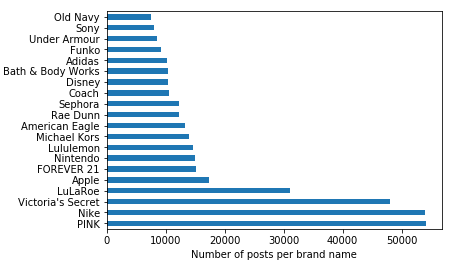 Old Navy
Sony
Under Armour
Funko
Adidas
Bath & Body Works
Disney
Coach
Sephora
Rae Dunn
American Eagle
Michael Kors
Lululemon
Nintendo
FOREVER 21
Apple
LuLaRoe
Victoria's Secret
Nike
PINK
0 10000 20000 30000 40000 50000
Number of posts per brand name